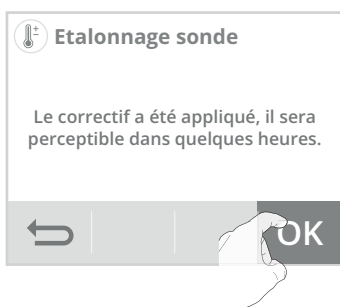 Etalonnage sonde
Le correctif a été appliqué, il sera
perceptible dans quelques heures.
OK